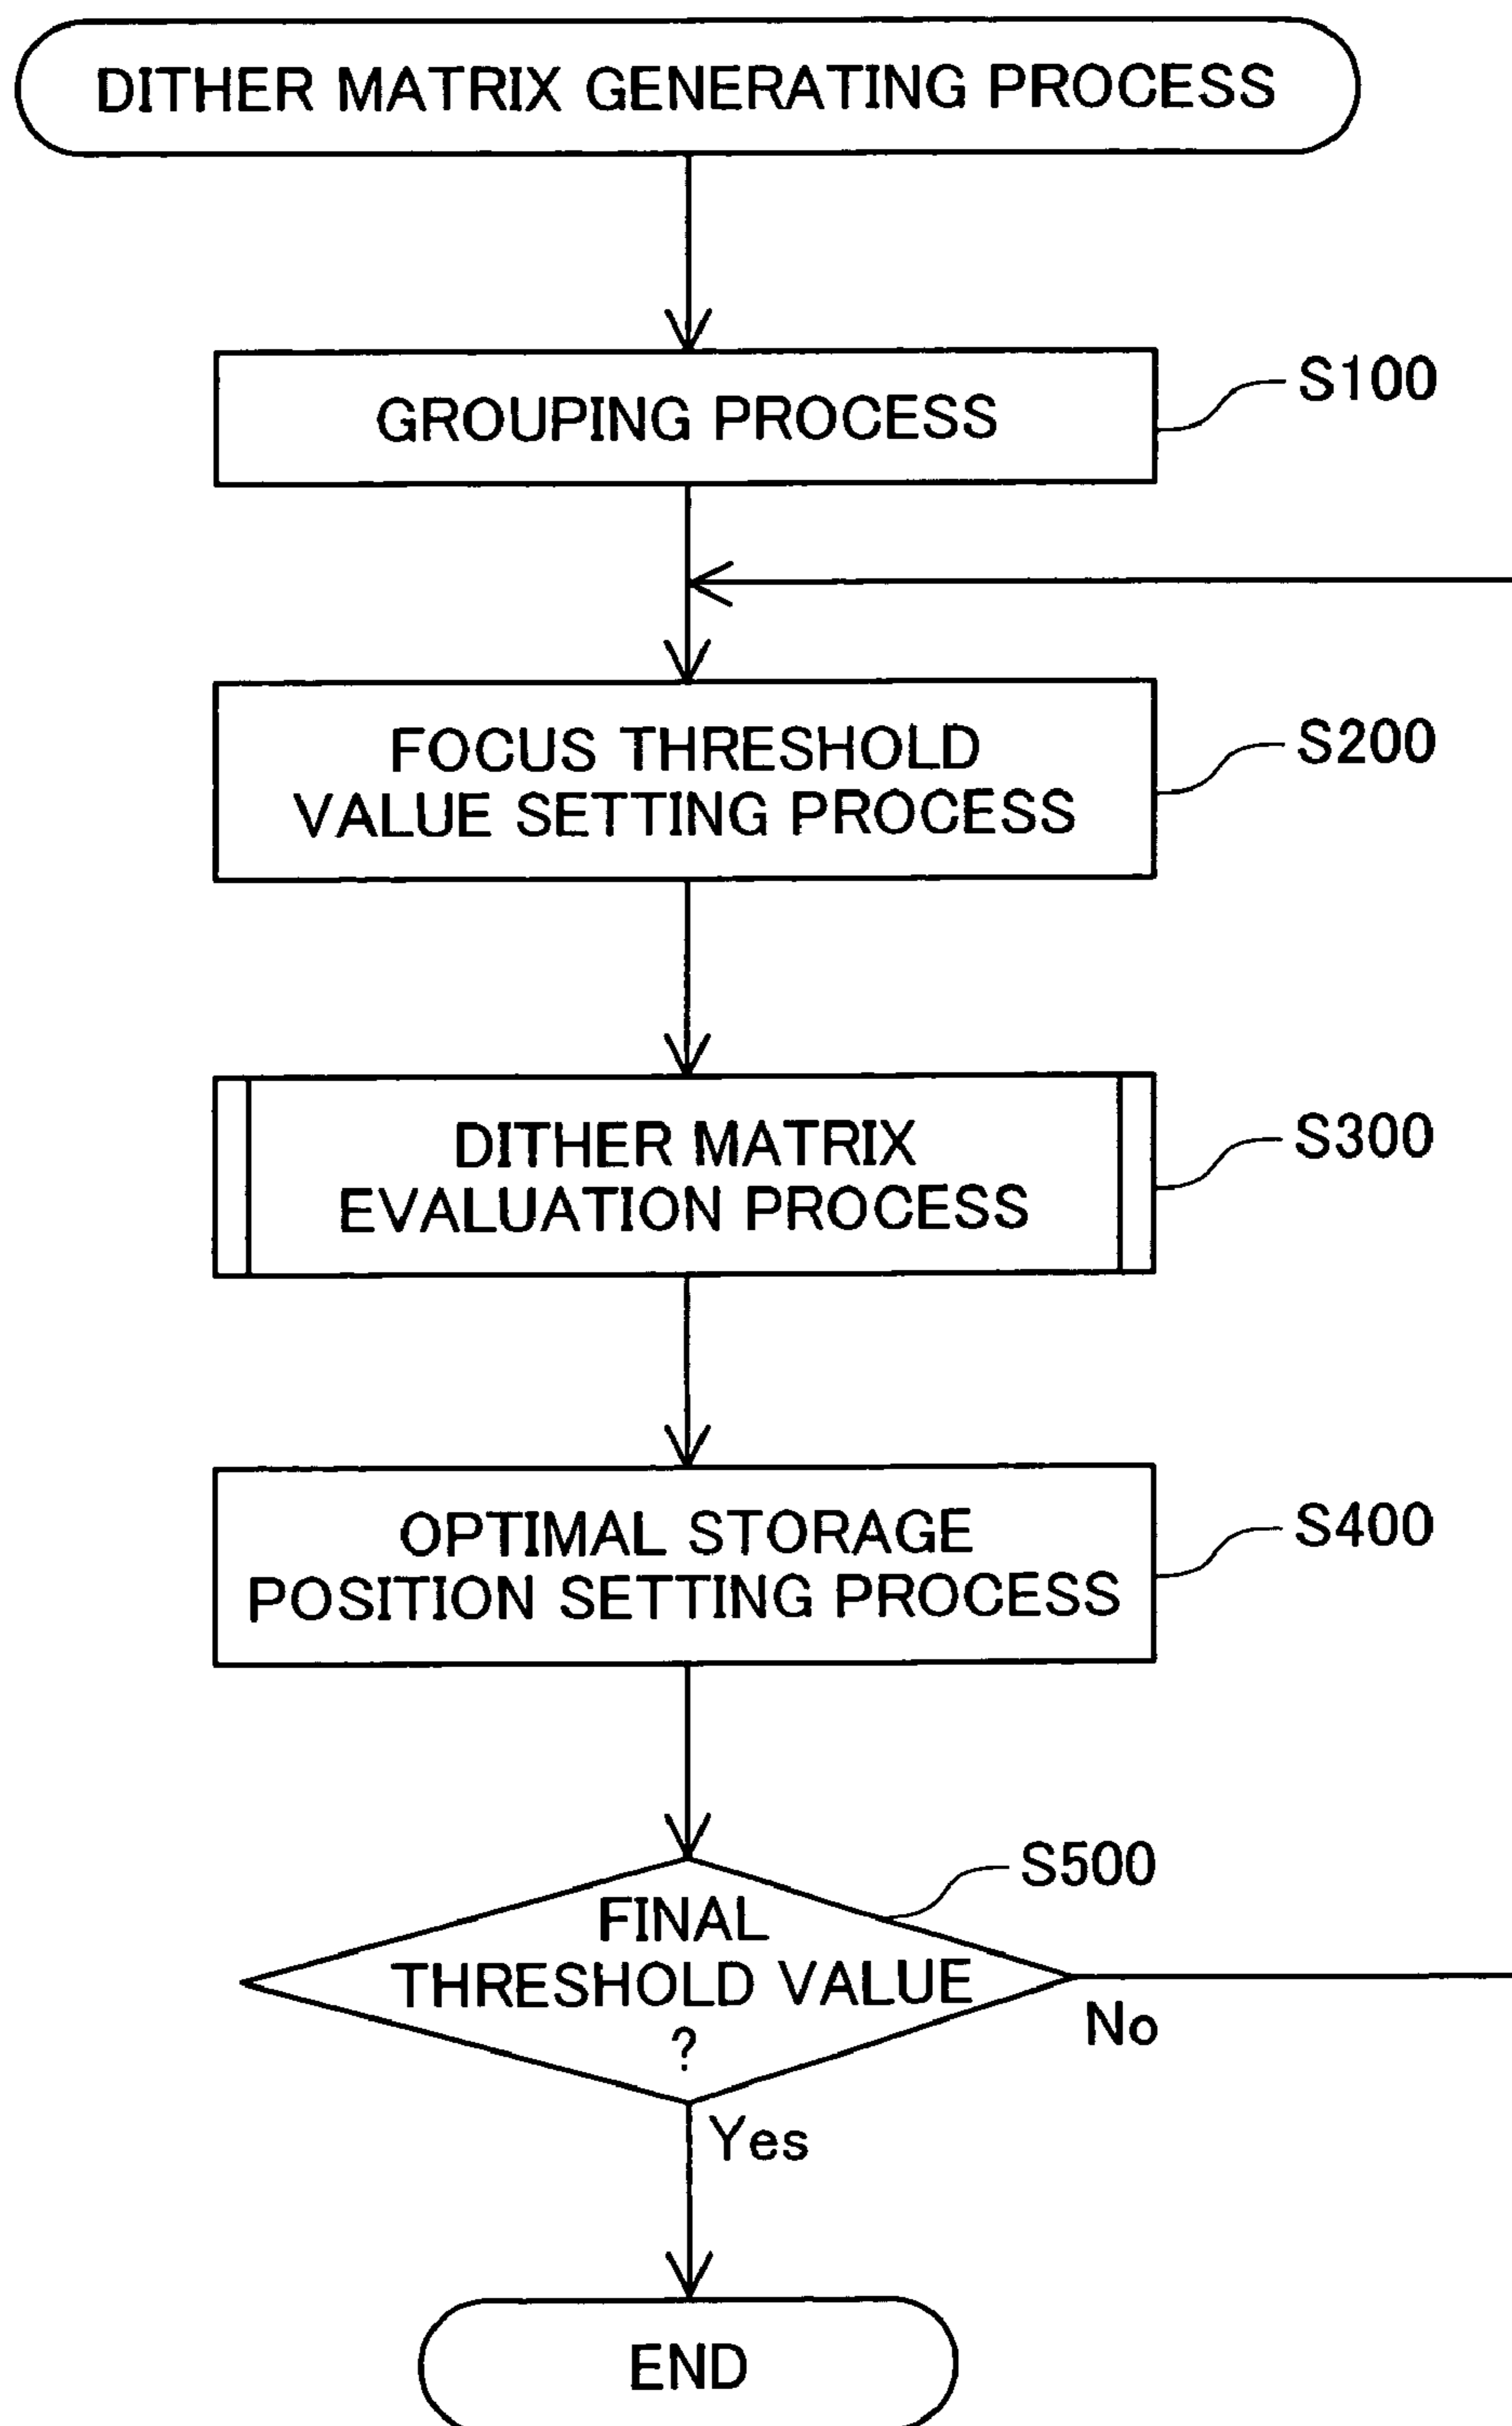 DITHER MATRIX GENERATING PROCESS
GROUPING PROCESS
S100
FOCUS THRESHOLD
VALUE SETTING PROCESS
S200
DITHER MATRIX
EVALUATION PROCESS
S300
OPTIMAL STORAGE
POSITION SETTING PROCESS
S400
S500
FINAL
THRESHOLD VALUE
?
No
Yes
END